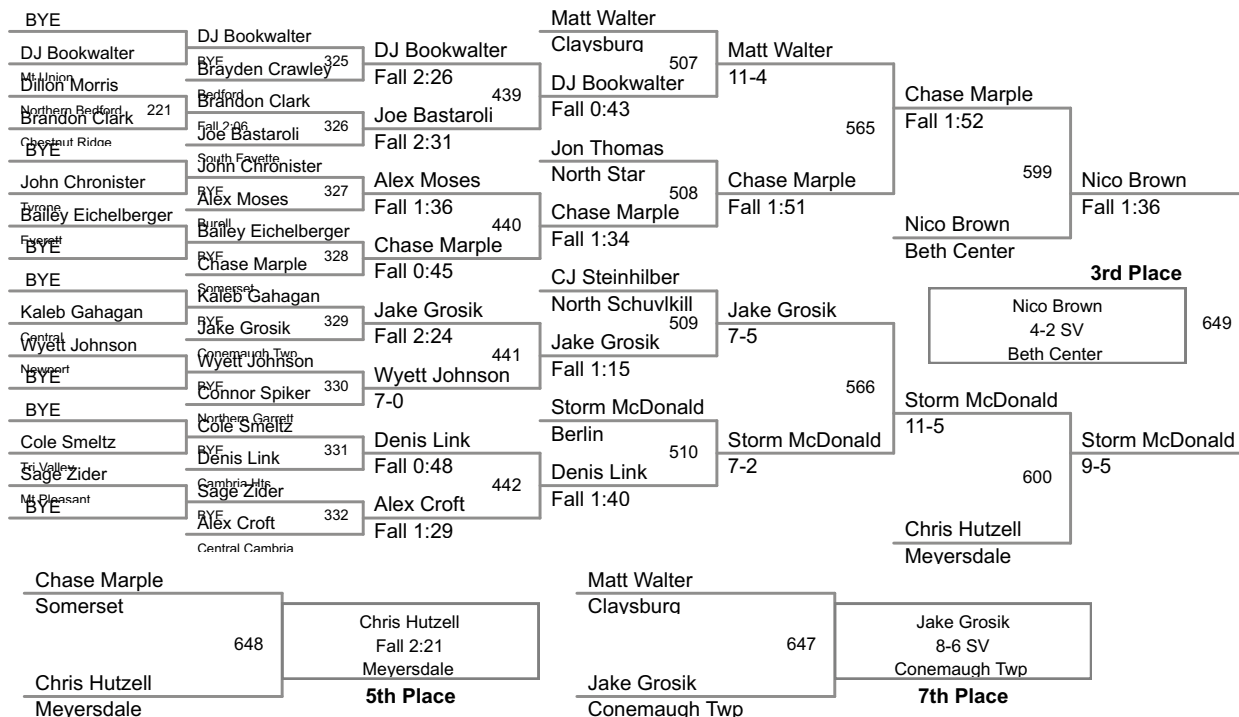 BYE
DJ Bookwalter
Mt Union
Dillon Morris
Northern Bedford
221
Brandon Clark
Chestnut Ridge
BYE
John Chronister
Tyrone
Bailey Eichelberger
Everett
BYE
BYE
Kaleb Gahagan
Central
Wyett Johnson
Newport
BYE
BYE
Cole Smeltz
Tri Valley
Sage Zider
Mt Pleasant
BYE
DJ Bookwalter
BYE
325
Brayden Crawley
Bedford
Brandon Clark
Fall 2:06
326
Joe Bastaroli
South Fayette
John Chronister
BYE
327
Alex Moses
Burell
Bailey Eichelberger
BYE
328
Chase Marple
Somerset
Kaleb Gahagan
BYE
329
Jake Grosik
Conemaugh Twp
Wyett Johnson
BYE
330
Connor Spiker
Northern Garrett
Cole Smeltz
BYE
331
Denis Link
Cambria Hts
Sage Zider
BYE
332
Alex Croft
Central Cambria
DJ Bookwalter
Fall 2:26
439
Joe Bastaroli
Fall 2:31
Alex Moses
Fall 1:36
440
Chase Marple
Fall 0:45
Jake Grosik
Fall 2:24
441
Wyett Johnson
7-0
Denis Link
Fall 0:48
442
Alex Croft
Fall 1:29
Matt Walter
Claysburg
507
DJ Bookwalter
Fall 0:43
Jon Thomas
North Star
508
Chase Marple
Fall 1:34
CJ Steinhilber
North Schuylkill
509
Jake Grosik
Fall 1:15
Storm McDonald
Berlin
510
Denis Link
Fall 1:40
Matt Walter
11-4
565
Chase Marple
Fall 1:51
Jake Grosik
7-5
566
Storm McDonald
7-2
Chase Marple
Fall 1:52
599
Nico Brown
Beth Center
Storm McDonald
11-5
600
Chris Hutzell
Meyersdale
Nico Brown
Fall 1:36
3rd Place
Nico Brown
4-2 SV
Beth Center
649
Storm McDonald
9-5
Chase Marple
Somerset
648
Chris Hutzell
Meyersdale
Chris Hutzell
Fall 2:21
Meyersdale
5th Place
Matt Walter
Claysburg
647
Jake Grosik
Conemaugh Twp
Jake Grosik
8-6 SV
Conemaugh Twp
7th Place